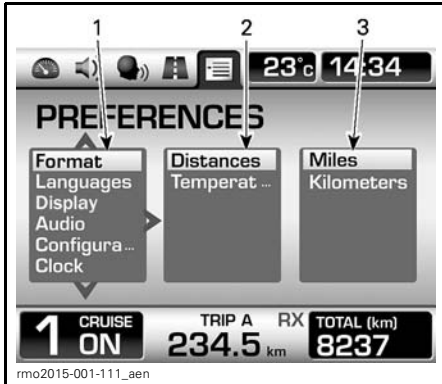 1 2 3
23°c 14:34
PREFERENCES
Format Distances Miles
Languages Temperat ... Kilometers
Display
Audio
Configura ...
Clock
1 CRUISE ON TRIP A 234.5 km RX TOTAL (km) 8237
rmo2015-001-111_aen